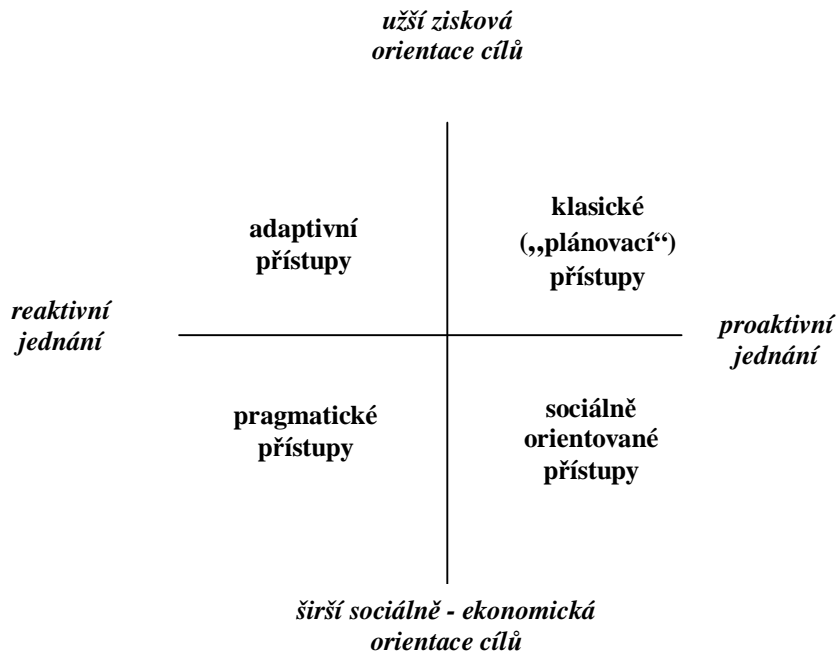 užší zisková
orientace cílů
adaptivní
přístupy
klasické
(„plánovací“)
přístupy
reaktivní
jednání
proaktivní
jednání
pragmatické
přístupy
sociálně
orientované
přístupy
širší sociálně - ekonomická
orientace cílů